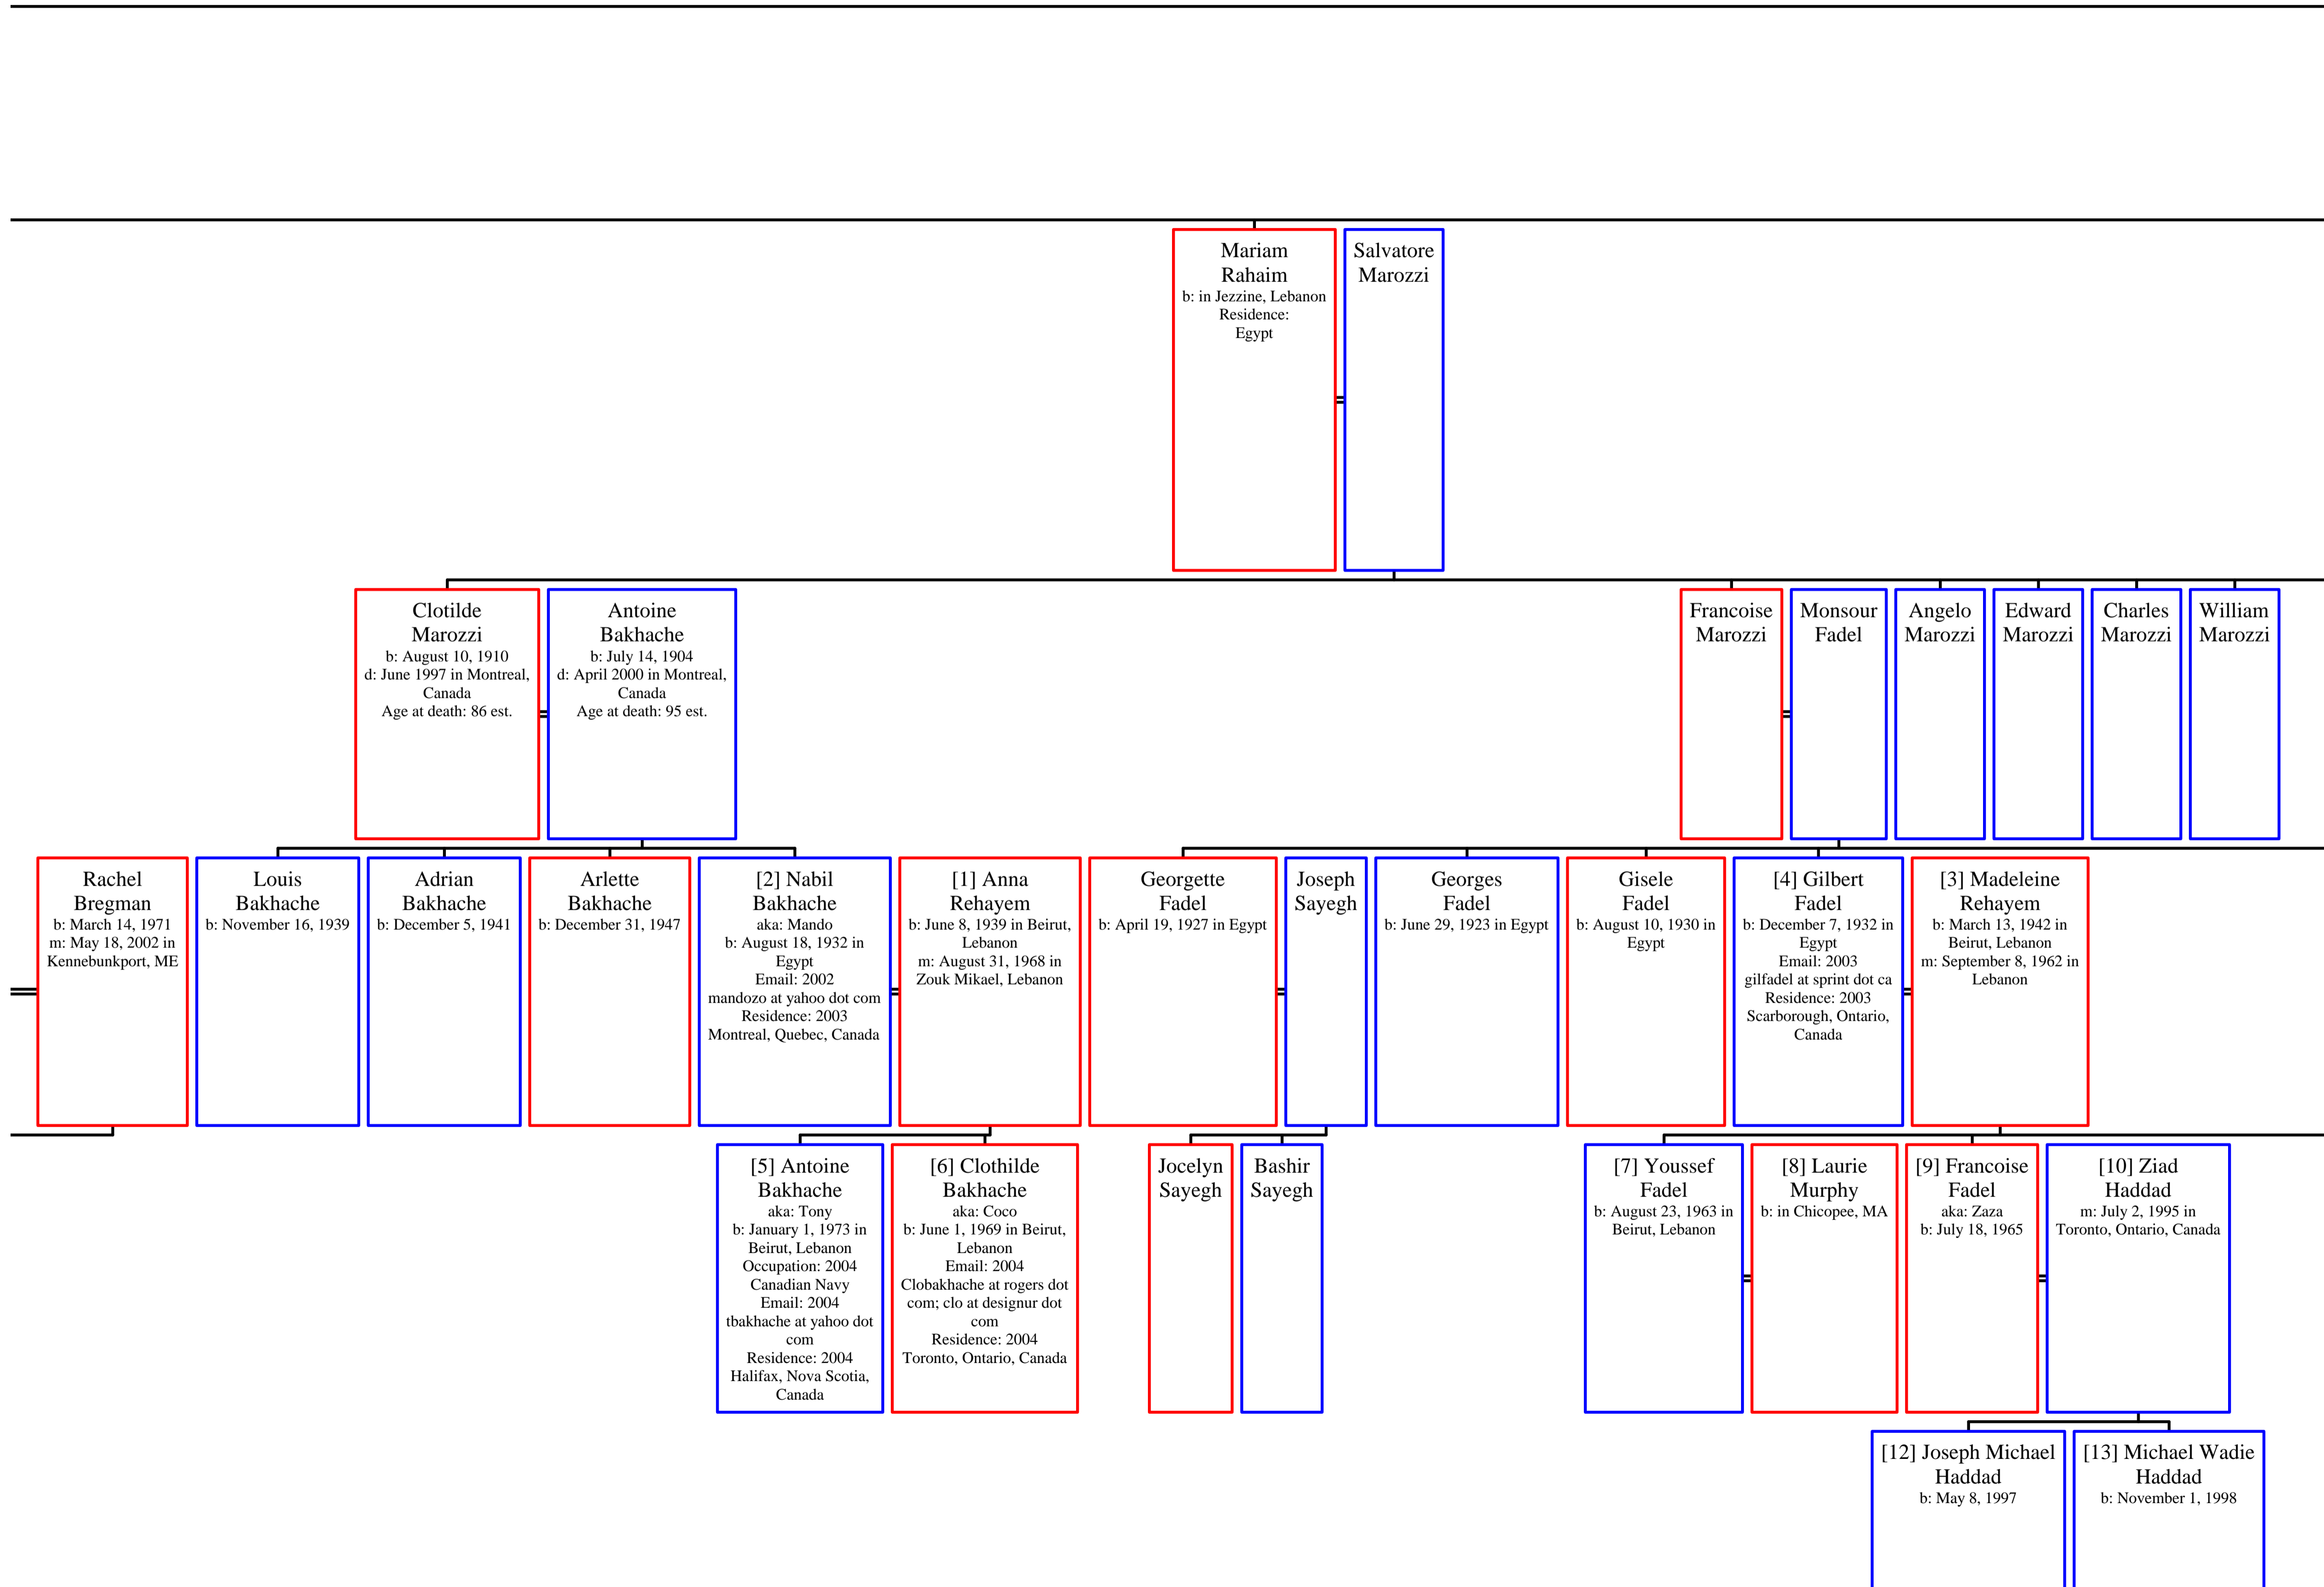 Mariam
Rahaim
b: in Jezzine, Lebanon
Residence:
Egypt
Salvatore
Marozzi
Clotilde
Marozzi
b: August 10, 1910
d: June 1997 in Montreal,
Canada
Age at death: 86 est.
Antoine
Bakhache
b: July 14, 1904
d: April 2000 in Montreal,
Canada
Age at death: 95 est.
Francoise
Marozzi
Monsour
Fadel
Angelo
Marozzi
Edward
Marozzi
Charles
Marozzi
William
Marozzi
Rachel
Bregman
b: March 14, 1971
m: May 18, 2002 in
Kennebunkport, ME
Louis
Bakhache
b: November 16, 1939
Adrian
Bakhache
b: December 5, 1941
Arlette
Bakhache
b: December 31, 1947
[2] Nabil
Bakhache
aka: Mando
b: August 18, 1932 in
Egypt
Email: 2002
mandozo at yahoo dot com
Residence: 2003
Montreal, Quebec, Canada
[1] Anna
Rehayem
b: June 8, 1939 in Beirut,
Lebanon
m: August 31, 1968 in
Zouk Mikael, Lebanon
Georgette
Fadel
b: April 19, 1927 in Egypt
Joseph
Sayegh
Georges
Fadel
b: June 29, 1923 in Egypt
Gisele
Fadel
b: August 10, 1930 in
Egypt
[4] Gilbert
Fadel
b: December 7, 1932 in
Egypt
Email: 2003
gilfadel at sprint dot ca
Residence: 2003
Scarborough, Ontario,
Canada
[3] Madeleine
Rehayem
b: March 13, 1942 in
Beirut, Lebanon
m: September 8, 1962 in
Lebanon
[5] Antoine
Bakhache
aka: Tony
b: January 1, 1973 in
Beirut, Lebanon
Occupation: 2004
Canadian Navy
Email: 2004
tbakhache at yahoo dot
com
Residence: 2004
Halifax, Nova Scotia,
Canada
[6] Clothilde
Bakhache
aka: Coco
b: June 1, 1969 in Beirut,
Lebanon
Email: 2004
Clobakhache at rogers dot
com; clo at designur dot
com
Residence: 2004
Toronto, Ontario, Canada
Jocelyn
Sayegh
Bashir
Sayegh
[7] Youssef
Fadel
b: August 23, 1963 in
Beirut, Lebanon
[8] Laurie
Murphy
b: in Chicopee, MA
[9] Francoise
Fadel
aka: Zaza
b: July 18, 1965
[10] Ziad
Haddad
m: July 2, 1995 in
Toronto, Ontario, Canada
[12] Joseph Michael
Haddad
b: May 8, 1997
[13] Michael Wadie
Haddad
b: November 1, 1998